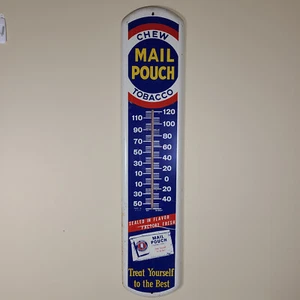 CHEW
MAIL
POUCH
TOBACCO
120
110 100
90 80
70 60
50 40
30 20
10 0
10 20
30 40
50
SEALED IN FLAVOR
FACTORY FRESH
MAIL
POUCH
Treat Yourself
to the Best